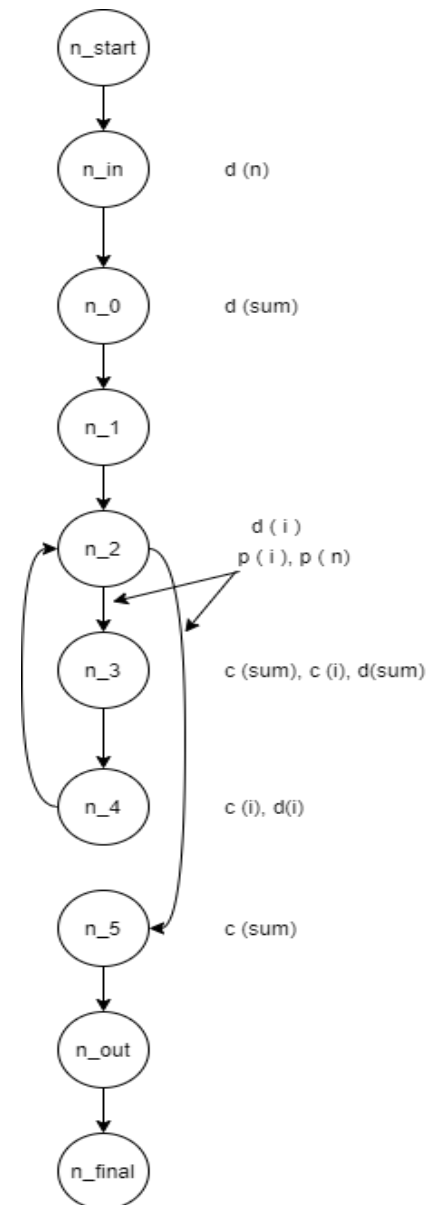 n_start
n_in d (n)
n_0 d (sum)
n_1
d ( i )
n_2 p ( i ), p ( n)
n_3 c (sum), c (i), d(sum)
n_4 c (i), d(i)
n_5 c (sum)
n_out
n_final